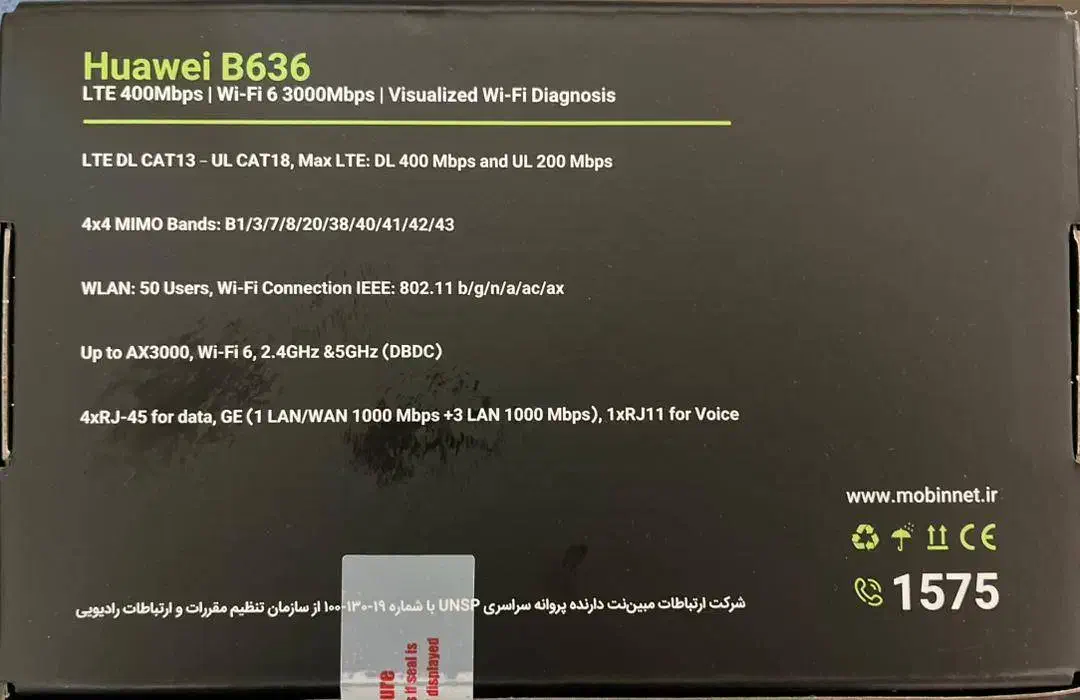 Huawei B636
LTE 400Mbps | Wi-Fi 6 3000Mbps | Visualized Wi-Fi Diagnosis
LTE DL CAT13 – UL CAT18, Max LTE: DL 400 Mbps and UL 200 Mbps
4x4 MIMO Bands: B1/3/7/8/20/38/40/41/42/43
WLAN: 50 Users, Wi-Fi Connection IEEE: 802.11 b/g/n/a/ac/ax
Up to AX3000, Wi-Fi 6, 2.4GHz &5GHz (DBDC)
4xRJ-45 for data, GE (1 LAN/WAN 1000 Mbps +3 LAN 1000 Mbps), 1xRJ11 for Voice
www.mobinnet.ir
CE
1575
شرکت ارتباطات مبین‌نت دارنده پروانه سراسری UNSP با شماره ۱۹-۱۳۰-۱۰۰ از سازمان تنظیم مقررات و ارتباطات رادیویی
if seal is
displayed